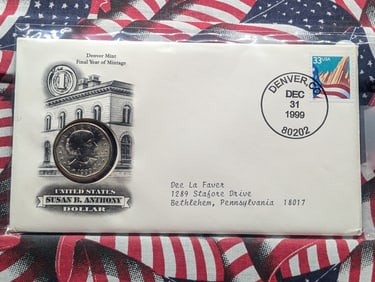 Denver Mint
Final Year of Mintage
33 USA
DENVER, CO
DEC
31
1999
80202
UNITED STATES
SUSAN B. ANTHONY
DOLLAR
Dee La Faver
1289 Stafore Drive
Bethlehem, Pennsylvania 18017